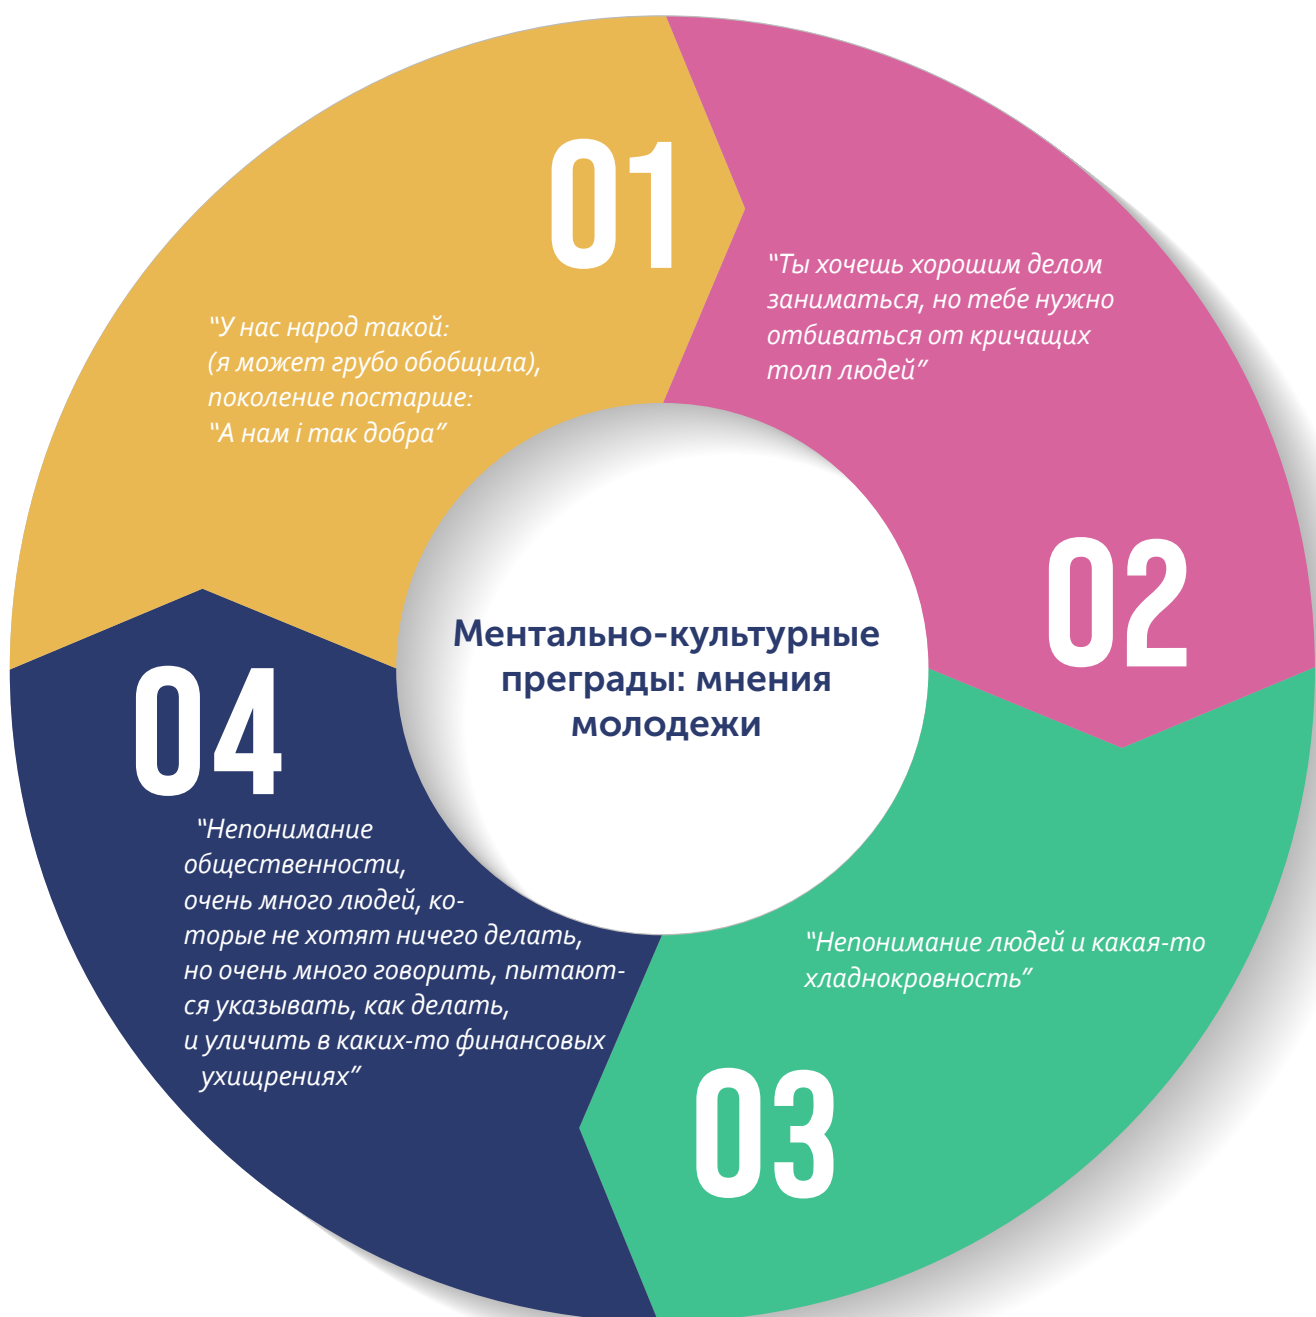 01
"У нас народ такой:
(я может грубо обобщила),
поколение постарше:
"А нам і так добра"
"Ты хочешь хорошим делом
заниматься, но тебе нужно
отбиваться от кричащих
толп людей"
02
Ментально-культурные
преграды: мнения
молодежи
"Непонимание людей и какая-то
хладнокровность"
03
04
"Непонимание
общественности,
очень много людей, ко-
торые не хотят ничего делать,
но очень много говорить, пытают-
ся указывать, как делать,
и уличить в каких-то финансовых
ухищрениях"